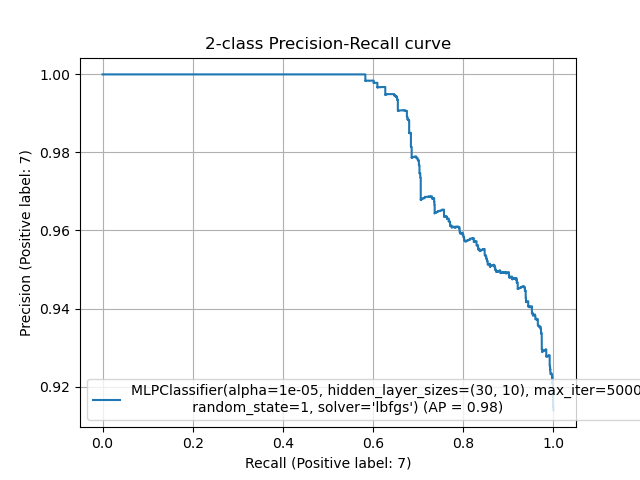 2-class Precision-Recall curve
1.00
0.98
0.96
0.94
0.92
Precision (Positive label: 7)
MLPClassifier(alpha=1e-05, hidden_layer_sizes=(30, 10), max_iter=5000
random_state=1, solver='lbfgs') (AP = 0.98)
0.0 0.2 0.4 0.6 0.8 1.0
Recall (Positive label: 7)